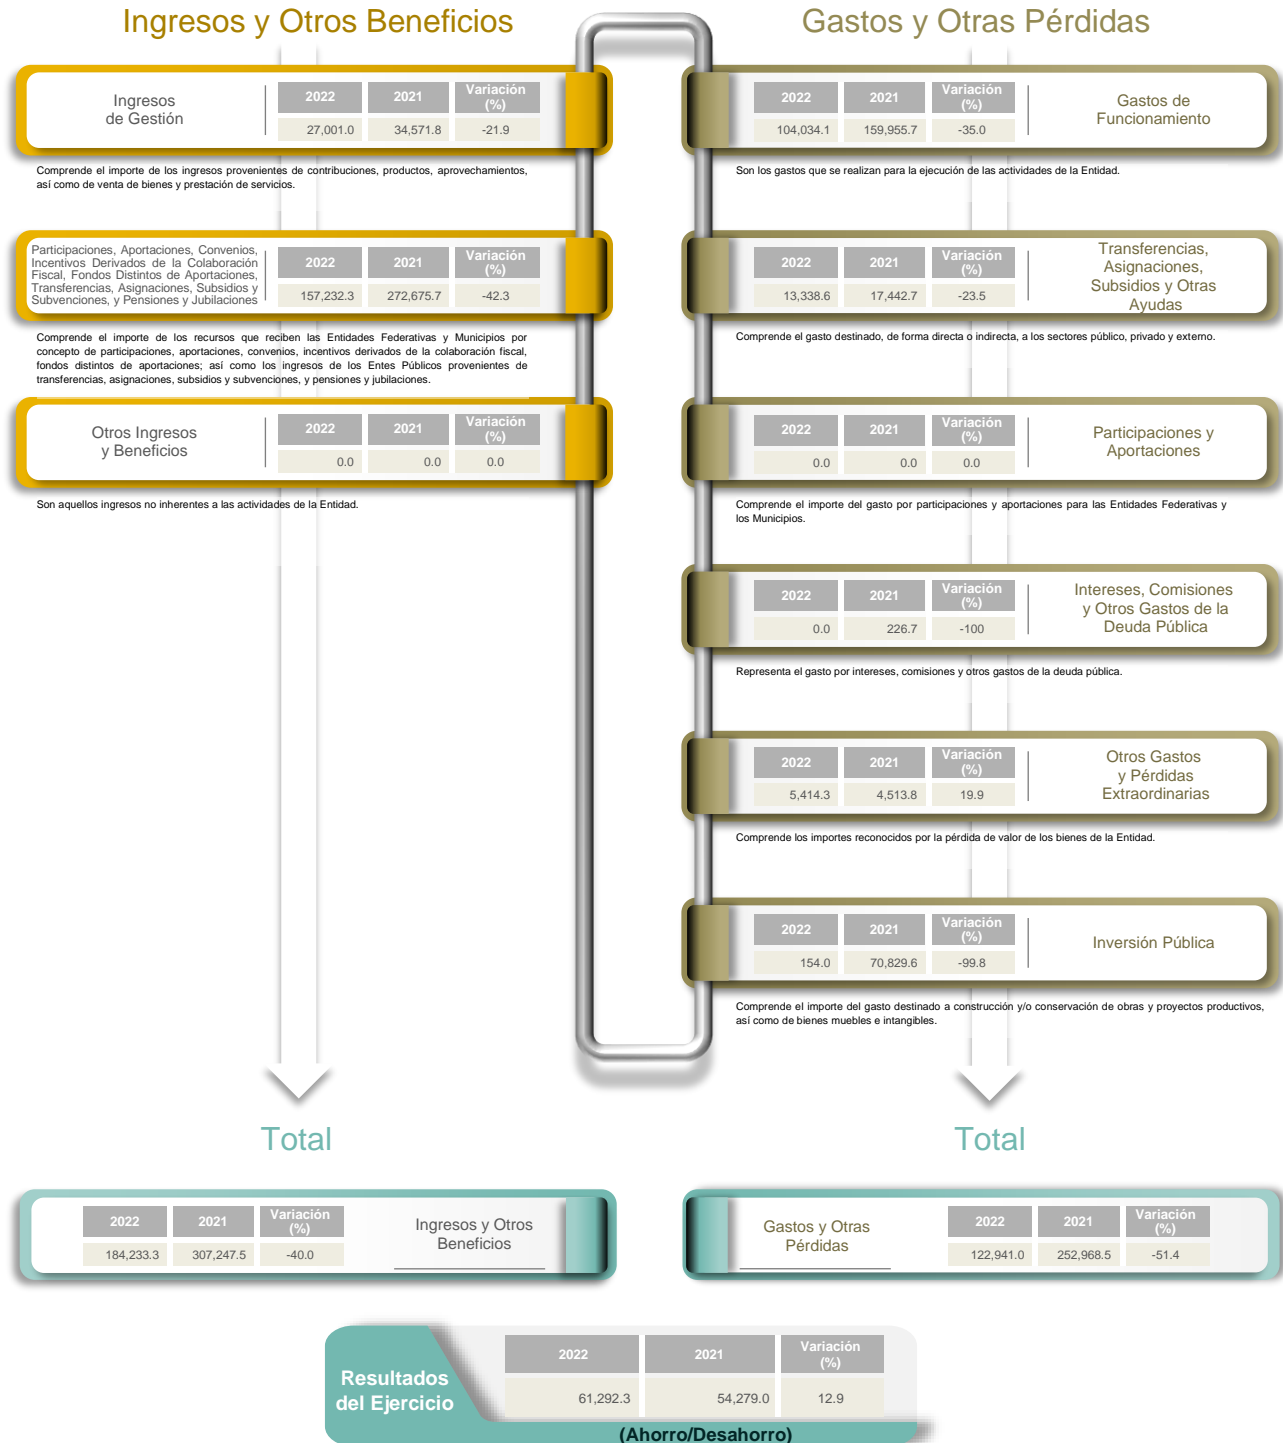 Ingresos y Otros Beneficios
Ingresos
de Gestión
2022 2021 Variación
(%)
27,001.0 34,571.8 -21.9
Comprende el importe de los ingresos provenientes de contribuciones, productos, aprovechamientos,
así como de venta de bienes y prestación de servicios.
Participaciones, Aportaciones, Convenios,
Incentivos Derivados de la Colaboración
Fiscal, Fondos Distintos de Aportaciones,
Transferencias, Asignaciones, Subsidios y
Subvenciones, y Pensiones y Jubilaciones
2022 2021 Variación
(%)
157,232.3 272,675.7 -42.3
Comprende el importe de los recursos que reciben las Entidades Federativas y Municipios por
concepto de participaciones, aportaciones, convenios, incentivos derivados de la colaboración fiscal,
fondos distintos de aportaciones; así como los ingresos de los Entes Públicos provenientes de
transferencias, asignaciones, subsidios y subvenciones, y pensiones y jubilaciones.
Otros Ingresos
y Beneficios
2022 2021 Variación
(%)
0.0 0.0 0.0
Son aquellos ingresos no inherentes a las actividades de la Entidad.
Total
2022 2021 Variación
(%)
184,233.3 307,247.5 -40.0
Ingresos y Otros
Beneficios
Gastos y Otras Pérdidas
2022 2021 Variación
(%)
104,034.1 159,955.7 -35.0
Gastos de
Funcionamiento
Son los gastos que se realizan para la ejecución de las actividades de la Entidad.
2022 2021 Variación
(%)
13,338.6 17,442.7 -23.5
Transferencias,
Asignaciones,
Subsidios y Otras
Ayudas
Comprende el gasto destinado, de forma directa o indirecta, a los sectores público, privado y externo.
2022 2021 Variación
(%)
0.0 0.0 0.0
Participaciones y
Aportaciones
Comprende el importe del gasto por participaciones y aportaciones para las Entidades Federativas y
los Municipios.
2022 2021 Variación
(%)
0.0 226.7 -100
Intereses, Comisiones
y Otros Gastos de la
Deuda Pública
Representa el gasto por intereses, comisiones y otros gastos de la deuda pública.
2022 2021 Variación
(%)
5,414.3 4,513.8 19.9
Otros Gastos
y Pérdidas
Extraordinarias
Comprende los importes reconocidos por la pérdida de valor de los bienes de la Entidad.
2022 2021 Variación
(%)
154.0 70,829.6 -99.8
Inversión Pública
Comprende el importe del gasto destinado a construcción y/o conservación de obras y proyectos productivos,
así como de bienes muebles e intangibles.
Total
Gastos y Otras
Pérdidas
2022 2021 Variación
(%)
122,941.0 252,968.5 -51.4
Resultados
del Ejercicio
2022 2021 Variación
(%)
61,292.3 54,279.0 12.9
(Ahorro/Desahorro)